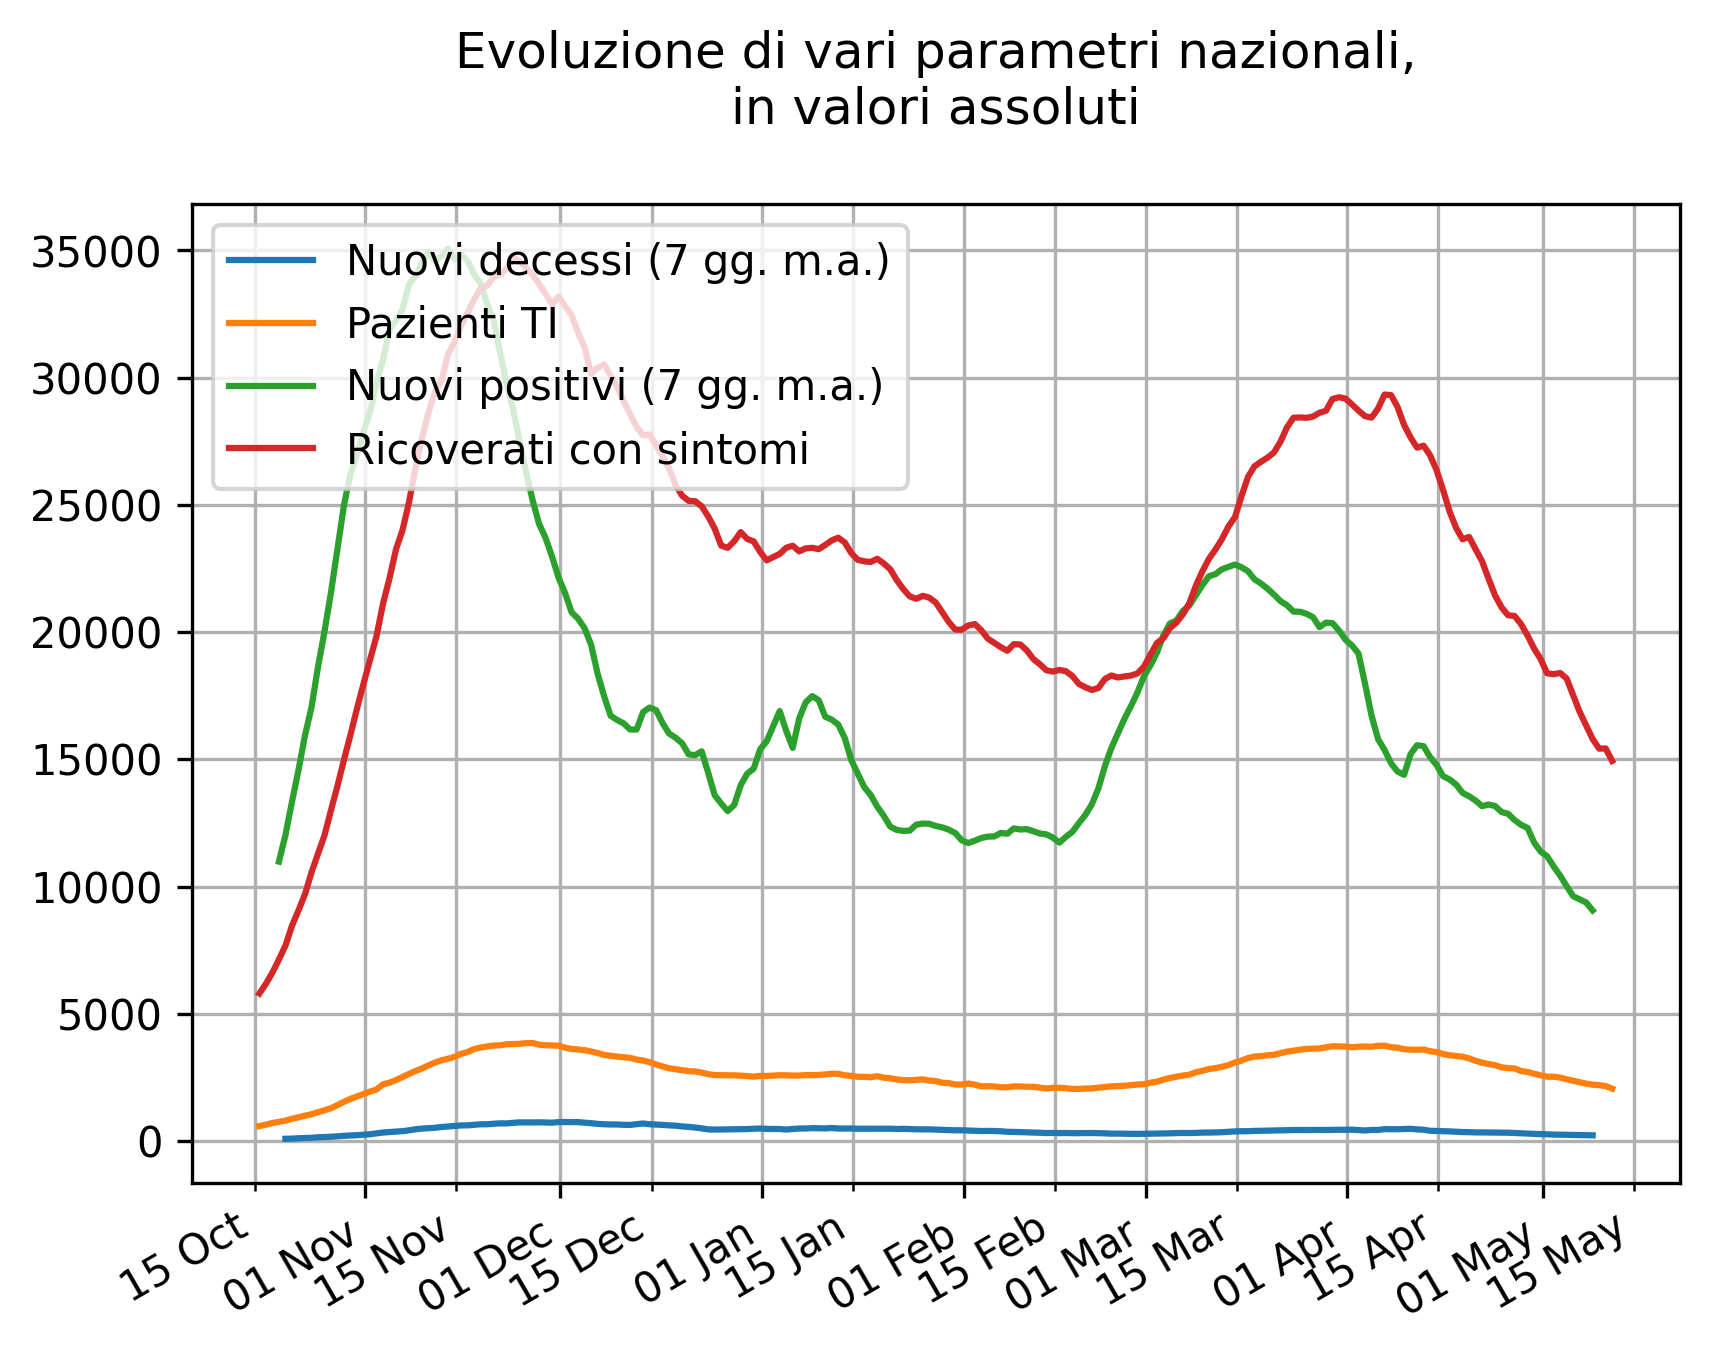 Evoluzione di vari parametri nazionali,
in valori assoluti
Nuovi decessi (7 gg. m.a.)
Pazienti TI
Nuovi positivi (7 gg. m.a.)
Ricoverati con sintomi
35000
30000
25000
20000
15000
10000
5000
0
15 Oct
01 Nov
15 Nov
01 Dec
15 Dec
01 Jan
15 Jan
01 Feb
15 Feb
01 Mar
15 Mar
01 Apr
15 Apr
01 May
15 May